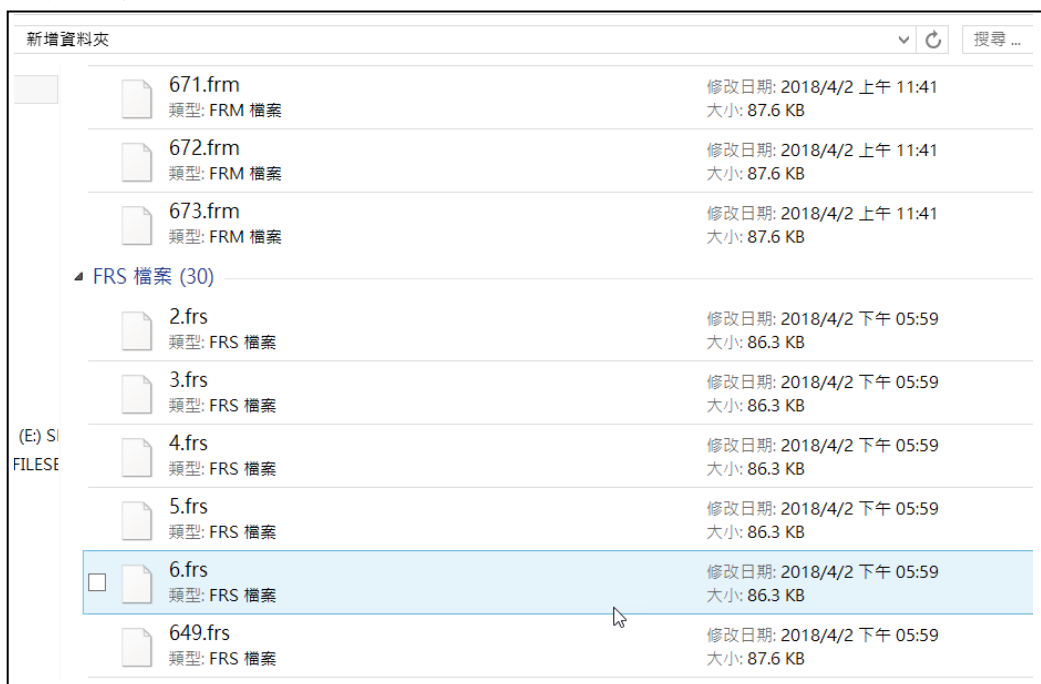 新增資料夾
搜尋 ...
671.frm
修改日期: 2018/4/2 上午 11:41
類型: FRM 檔案
大小: 87.6 KB
672.frm
修改日期: 2018/4/2 上午 11:41
類型: FRM 檔案
大小: 87.6 KB
673.frm
修改日期: 2018/4/2 上午 11:41
類型: FRM 檔案
大小: 87.6 KB
FRS 檔案 (30)
2.frs
修改日期: 2018/4/2 下午 05:59
類型: FRS 檔案
大小: 86.3 KB
3.frs
修改日期: 2018/4/2 下午 05:59
類型: FRS 檔案
大小: 86.3 KB
(E:) SI
4.frs
修改日期: 2018/4/2 下午 05:59
FILESE
類型: FRS 檔案
大小: 86.3 KB
5.frs
修改日期: 2018/4/2 下午 05:59
類型: FRS 檔案
大小: 86.3 KB
6.frs
修改日期: 2018/4/2 下午 05:59
類型: FRS 檔案
大小: 86.3 KB
649.frs
修改日期: 2018/4/2 下午 05:59
類型: FRS 檔案
大小: 87.6 KB